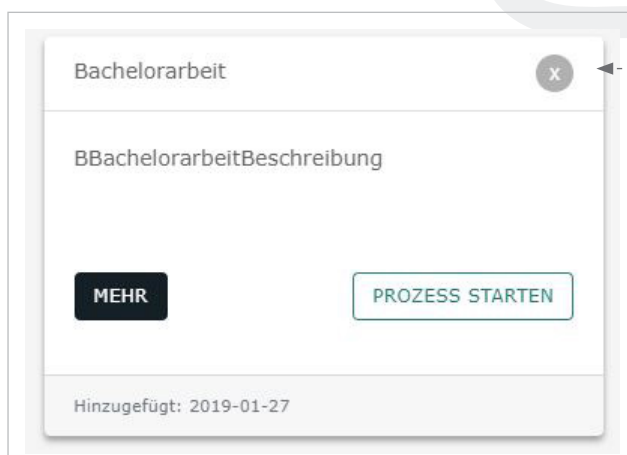 Bachelorarbeit x
BBachelorarbeitBeschreibung
MEHR PROZESS STARTEN
Hinzugefügt: 2019-01-27